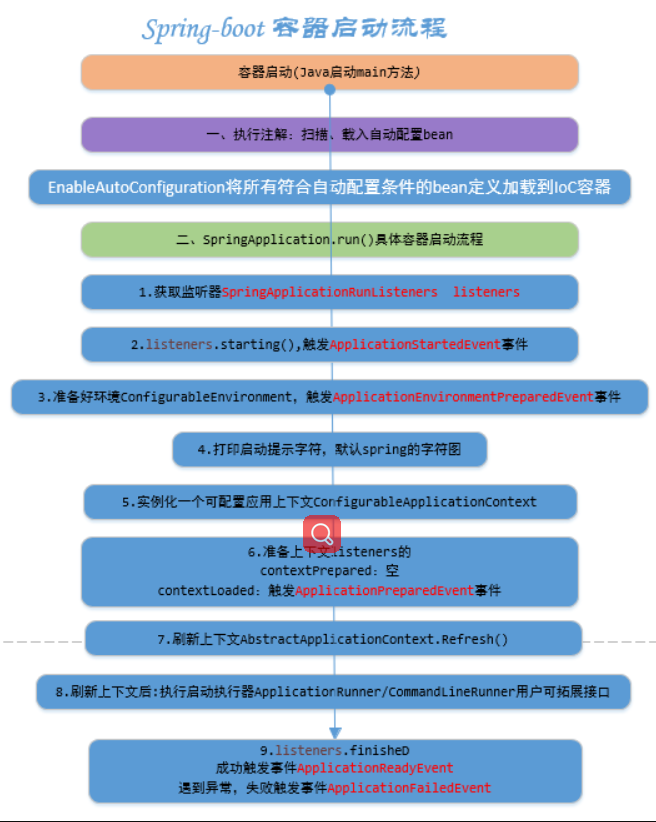 Spring-boot 容器启动流程
容器启动(Java启动main方法)
一、执行注解：扫描、载入自动配置bean
EnableAutoConfiguration将所有符合自动配置条件的bean定义加载到IoC容器
二、SpringApplication.run()具体容器启动流程
1.获取监听器SpringApplicationRunListeners listeners
2.listeners.starting(),触发ApplicationStartedEvent事件
3.准备好环境ConfigurableEnvironment，触发ApplicationEnvironmentPreparedEvent事件
4.打印启动提示字符，默认spring的字符图
5.实例化一个可配置应用上下文ConfigurableApplicationContext
6.准备上下文listeners的
contextPrepared：空
contextLoaded：触发ApplicationPreparedEvent事件
7.刷新上下文AbstractApplicationContext.Refresh()
8.刷新上下文后:执行启动执行器ApplicationRunner/CommandLineRunner用户可拓展接口
9.listeners.finisheD
成功触发事件ApplicationReadyEvent
遇到异常，失败触发事件ApplicationFailedEvent